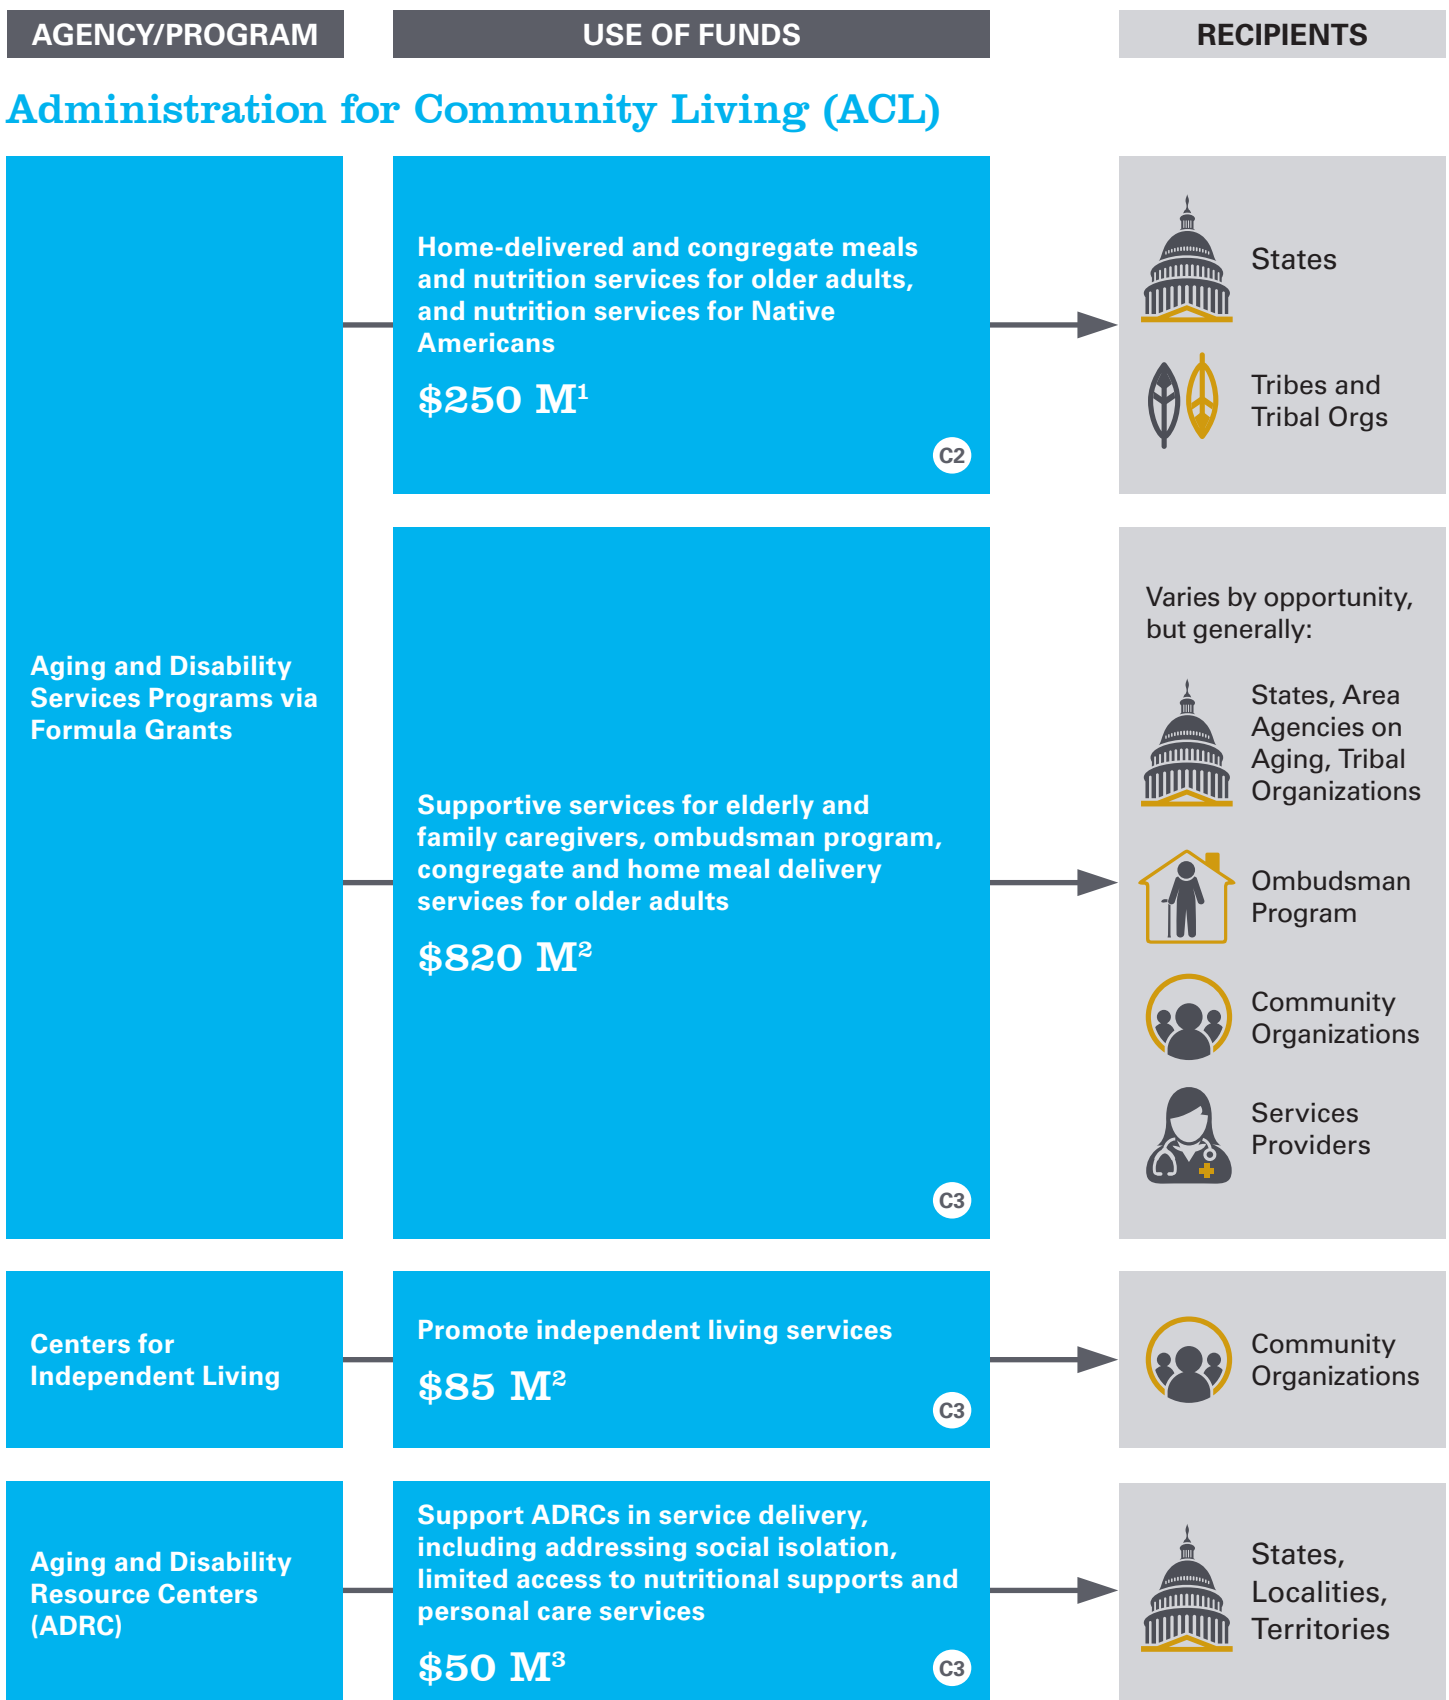 AGENCY/PROGRAM
USE OF FUNDS
RECIPIENTS
Administration for Community Living (ACL)
Aging and Disability
Services Programs via
Formula Grants
Home-delivered and congregate meals
and nutrition services for older adults,
and nutrition services for Native
Americans
$250 M¹
C2
States
Tribes and
Tribal Orgs
Supportive services for elderly and
family caregivers, ombudsman program,
congregate and home meal delivery
services for older adults
$820 M²
C3
Varies by opportunity,
but generally:
States, Area
Agencies on
Aging, Tribal
Organizations
Ombudsman
Program
Community
Organizations
Services
Providers
Centers for
Independent Living
Promote independent living services
$85 M²
C3
Community
Organizations
Aging and Disability
Resource Centers
(ADRC)
Support ADRCs in service delivery,
including addressing social isolation,
limited access to nutritional supports and
personal care services
$50 M³
C3
States,
Localities,
Territories